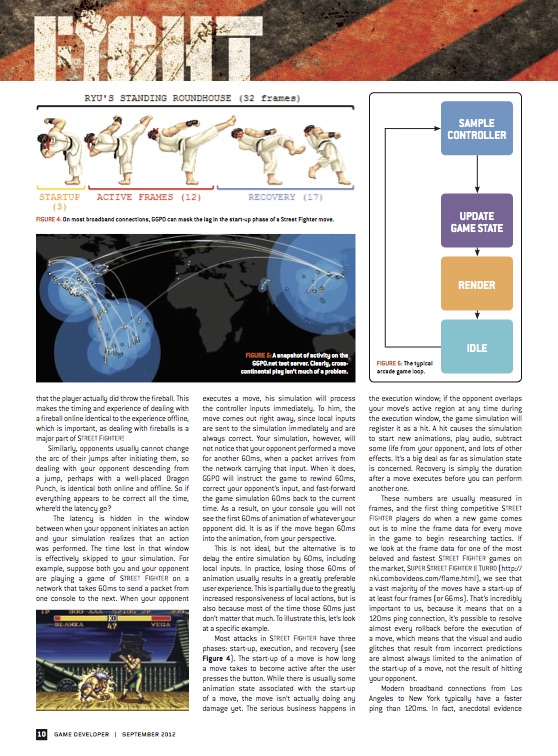 FIGHT
RYU'S STANDING ROUNDHOUSE (32 frames)
STARTUP
(3)
ACTIVE FRAMES (12)
RECOVERY (17)
FIGURE 4: On most broadband connections, GGPO can mask the lag in the start-up phase of a Street Fighter move.
FIGURE 5: A snapshot of activity on the
GGPO.net test server. Clearly, cross-
continental play isn't much of a problem.
SAMPLE
CONTROLLER
UPDATE
GAME STATE
RENDER
IDLE
FIGURE 6: The typical
arcade game loop.
that the player actually did throw the fireball. This
makes the timing and experience of dealing with
a fireball online identical to the experience offline,
which is important, as dealing with fireballs is a
major part of STREET FIGHTER!
Similarly, opponents usually cannot change
the arc of their jumps after initiating them, so
dealing with your opponent descending from
a jump, perhaps with a well-placed Dragon
Punch, is identical both online and offline. So if
everything appears to be correct all the time,
where'd the latency go?
The latency is hidden in the window
between when your opponent initiates an action
and your simulation realizes that an action
was performed. The time lost in that window
is effectively skipped to your simulation. For
example, suppose both you and your opponent
are playing a game of STREET FIGHTER on a
network that takes 60ms to send a packet from
one console to the next. When your opponent
BLANKA
KO
47
VEGA
executes a move, his simulation will process
the controller inputs immediately. To him, the
move comes out right away, since local inputs
are sent to the simulation immediately and are
always correct. Your simulation, however, will
not notice that your opponent performed a move
for another 60ms, when a packet arrives from
the network carrying that input. When it does,
GGPO will instruct the game to rewind 60ms,
correct your opponent's input, and fast-forward
the game simulation 60ms back to the current
time. As a result, on your console you will not
see the first 60ms of animation of whatever your
opponent did. It is as if the move began 60ms
into the animation, from your perspective.
This is not ideal, but the alternative is to
delay the entire simulation by 60ms, including
local inputs. In practice, losing those 60ms of
animation usually results in a greatly preferable
user experience. This is partially due to the greatly
increased responsiveness of local actions, but is
also because most of the time those 60ms just
don't matter that much. To illustrate this, let's look
at a specific example.
Most attacks in STREET FIGHTER have three
phases: start-up, execution, and recovery (see
Figure 4). The start-up of a move is how long
a move takes to become active after the user
presses the button. While there is usually some
animation state associated with the start-up
of a move, the move isn't actually doing any
damage yet. The serious business happens in
the execution window; if the opponent overlaps
your move's active region at any time during
the execution window, the game simulation will
register it as a hit. A hit causes the simulation
to start new animations, play audio, subtract
some life from your opponent, and lots of other
effects. It's a big deal as far as simulation state
is concerned. Recovery is simply the duration
after a move executes before you can perform
another one.
These numbers are usually measured in
frames, and the first thing competitive STREET
FIGHTER players do when a new game comes
out is to mine the frame data for every move
in the game to begin researching tactics. If
we look at the frame data for one of the most
beloved and fastest STREET FIGHTER games on
the market, SUPER STREET FIGHTER II TURBO (http://
nki.combovideos.com/flame.html), we see that
a vast majority of the moves have a start-up of
at least four frames (or 66ms). That's incredibly
important to us, because it means that on a
120ms ping connection, it's possible to resolve
almost every rollback before the execution of
a move, which means that the visual and audio
glitches that result from incorrect predictions
are almost always limited to the animation of
the start-up of a move, not the result of hitting
your opponent.
Modern broadband connections from Los
Angeles to New York typically have a faster
ping than 120ms. In fact, anecdotal evidence
10 GAME DEVELOPER | SEPTEMBER 2012